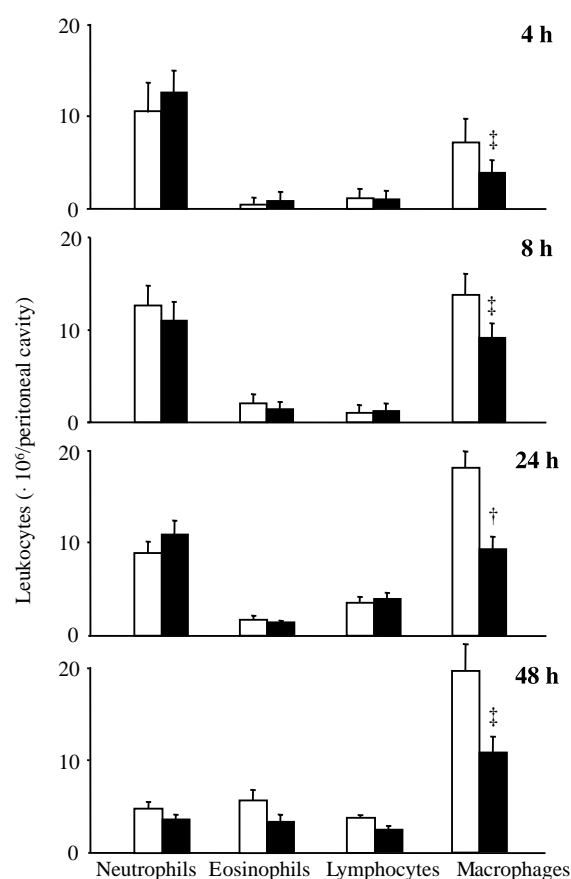 20
4 h
10
‡
0
20
8 h
10
‡
0
20
24 h
10
†
0
20
48 h
10
‡
0
Leukocytes (· 10⁶/peritoneal cavity)
Neutrophils Eosinophils Lymphocytes Macrophages